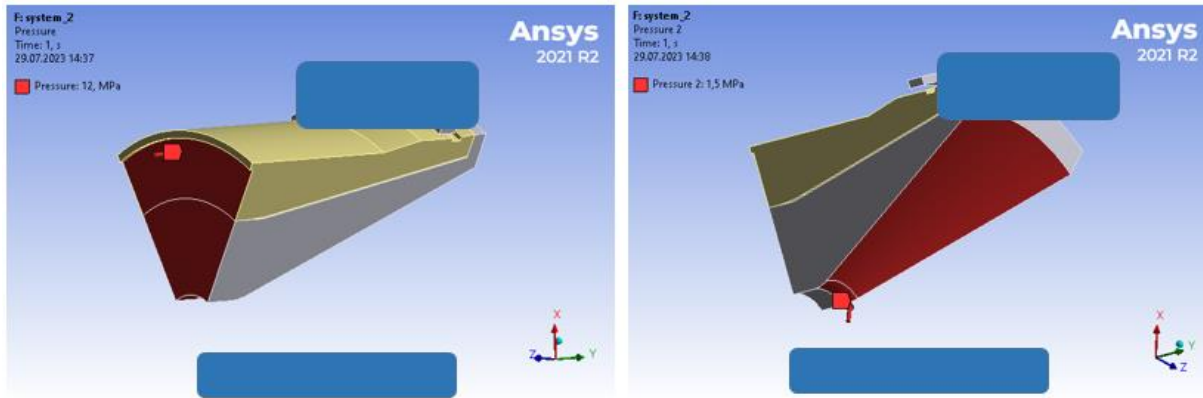 F: system_2
Pressure
Time: 1, s
29.07.2023 14:37
Pressure: 12, MPa
Ansys
2021 R2
X
Z
Y
F: system_2
Pressure 2
Time: 1, s
29.07.2023 14:38
Pressure 2: 1,5 MPa
Ansys
2021 R2
X
Y
Z